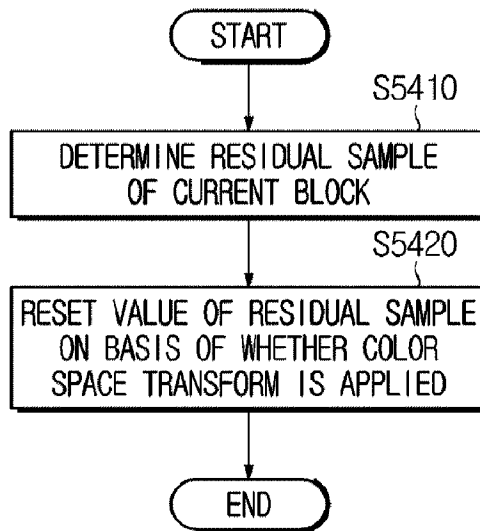 START
S5410
DETERMINE RESIDUAL SAMPLE
OF CURRENT BLOCK
S5420
RESET VALUE OF RESIDUAL SAMPLE
ON BASIS OF WHETHER COLOR
SPACE TRANSFORM IS APPLIED
END